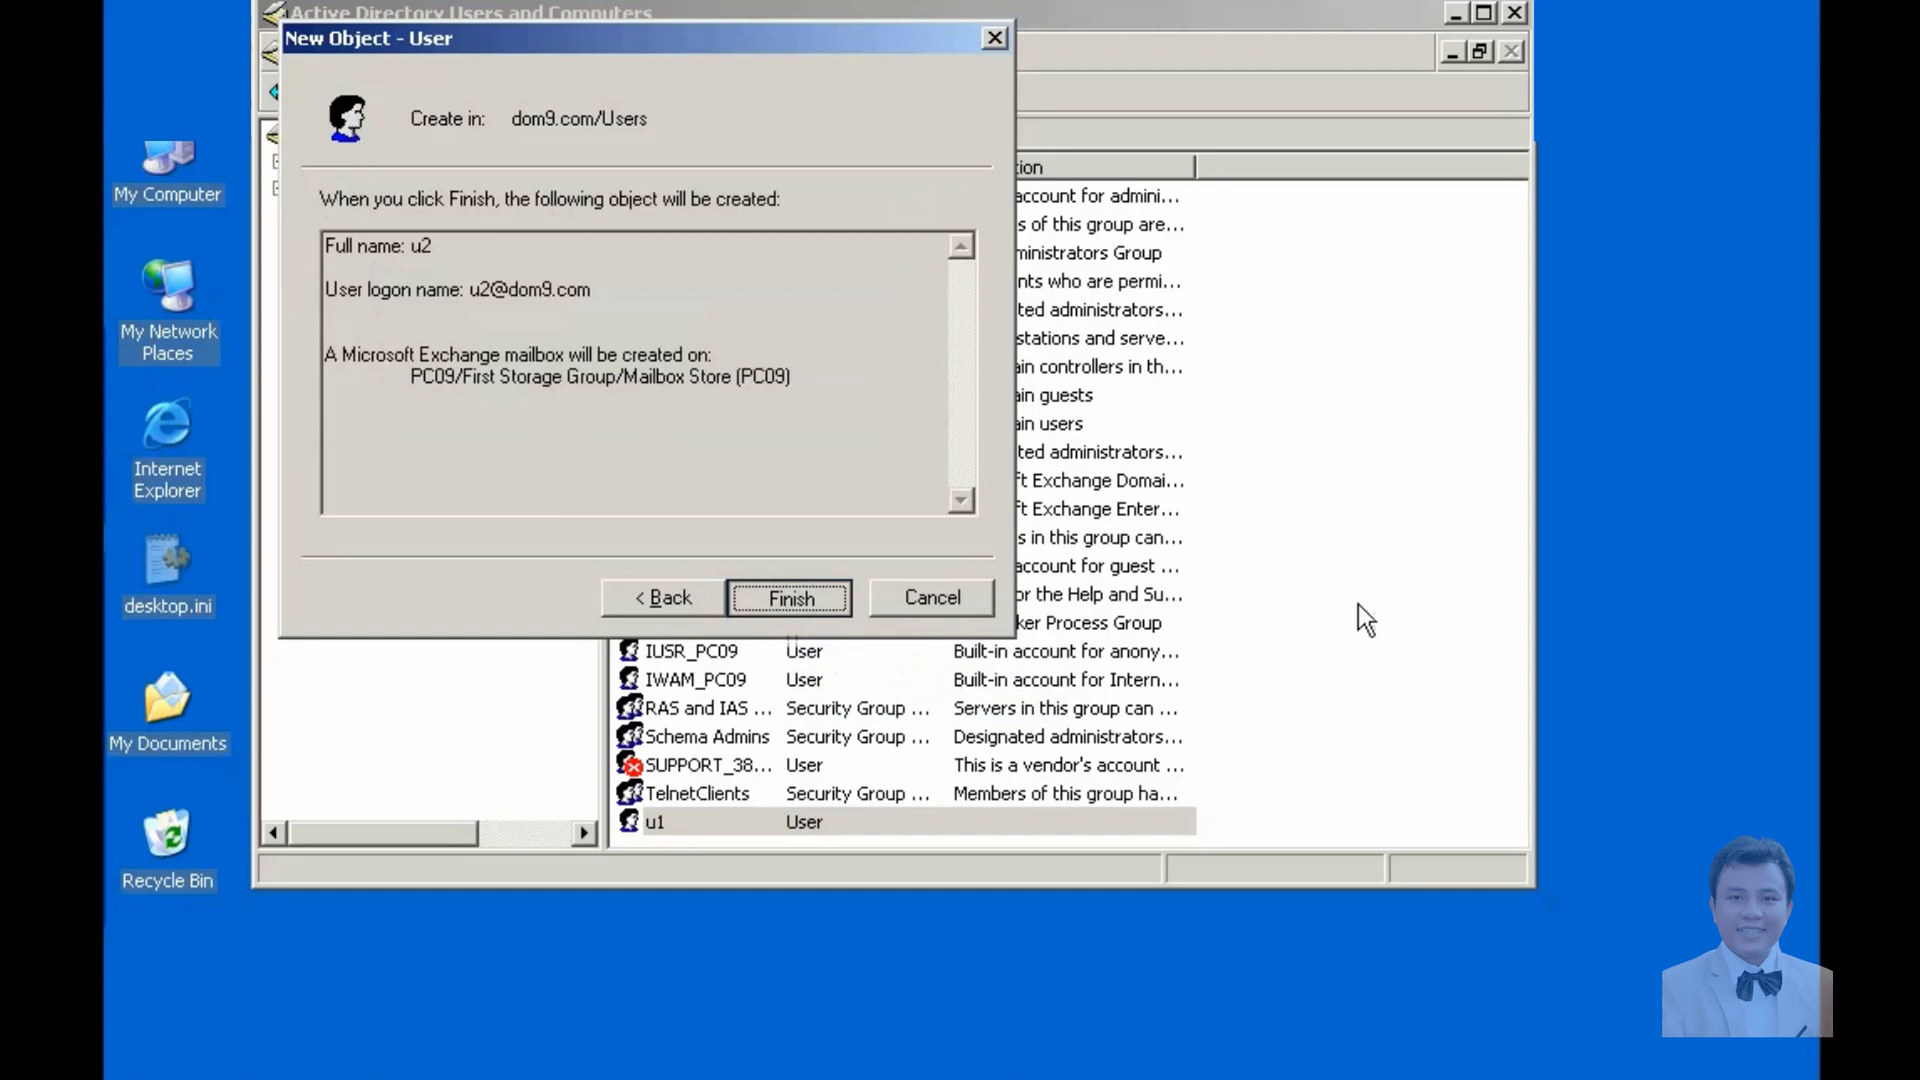 Active Directory Users and Computers
New Object - User
Create in: dom9.com/Users
When you click Finish, the following object will be created:
Full name: u2
User logon name: u2@dom9.com
A Microsoft Exchange mailbox will be created on:
PC09/First Storage Group/Mailbox Store (PC09)
< Back
Finish
Cancel
My Computer
My Network
Places
Internet
Explorer
desktop.ini
My Documents
Recycle Bin
ion
account for admini...
s of this group are...
ministrators Group
nts who are permi...
ted administrators...
stations and serve...
ain controllers in th...
ain guests
ain users
ted administrators...
ft Exchange Domai...
ft Exchange Enter...
s in this group can...
account for guest ...
or the Help and Su...
ker Process Group
IUSR_PC09 User Built-in account for anony...
IWAM_PC09 User Built-in account for Intern...
RAS and IAS ... Security Group ... Servers in this group can ...
Schema Admins Security Group ... Designated administrators...
SUPPORT_38... User This is a vendor's account ...
TelnetClients Security Group ... Members of this group ha...
u1 User